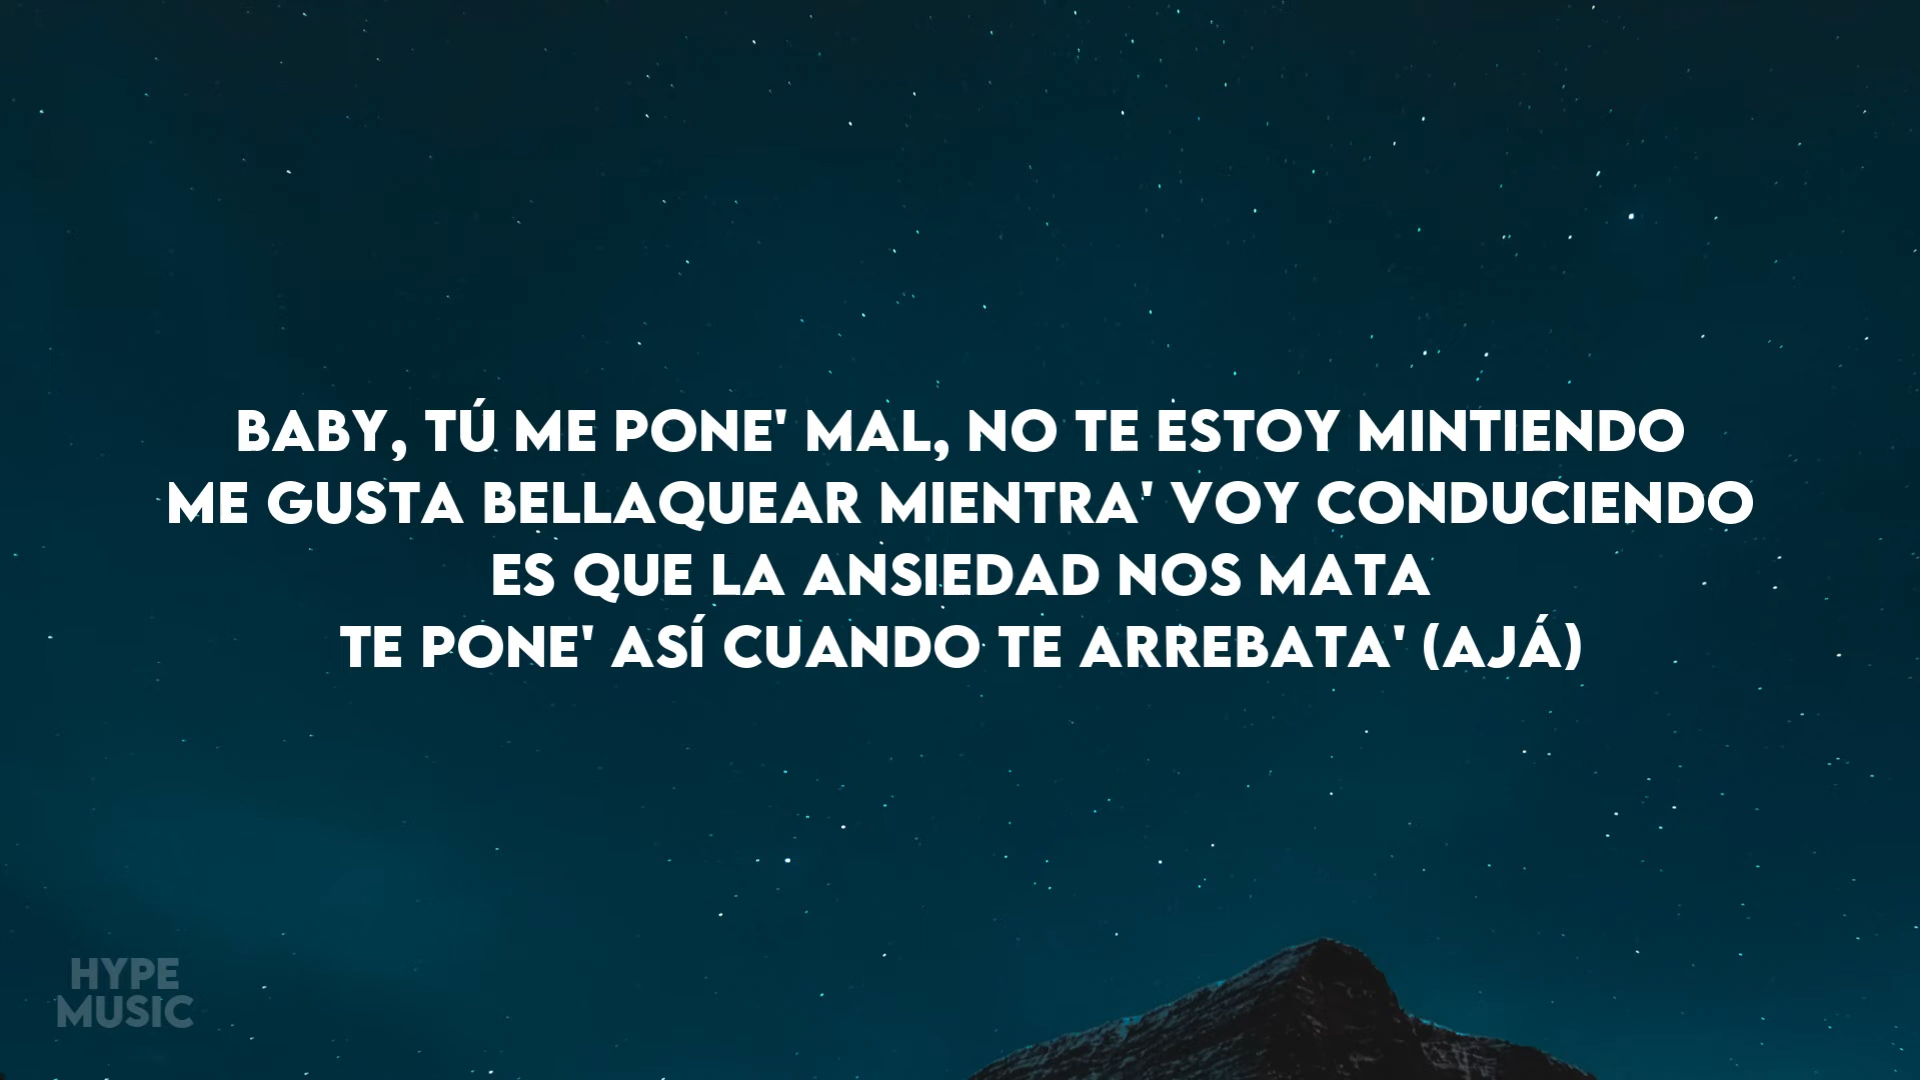 BABY, TÚ ME PONE' MAL, NO TE ESTOY MINTIENDO
ME GUSTA BELLAQUEAR MIENTRA' VOY CONDUCIENDO
ES QUE LA ANSIEDAD NOS MATA
TE PONE' ASÍ CUANDO TE ARREBATA' (AJÁ)
HYPE
MUSIC